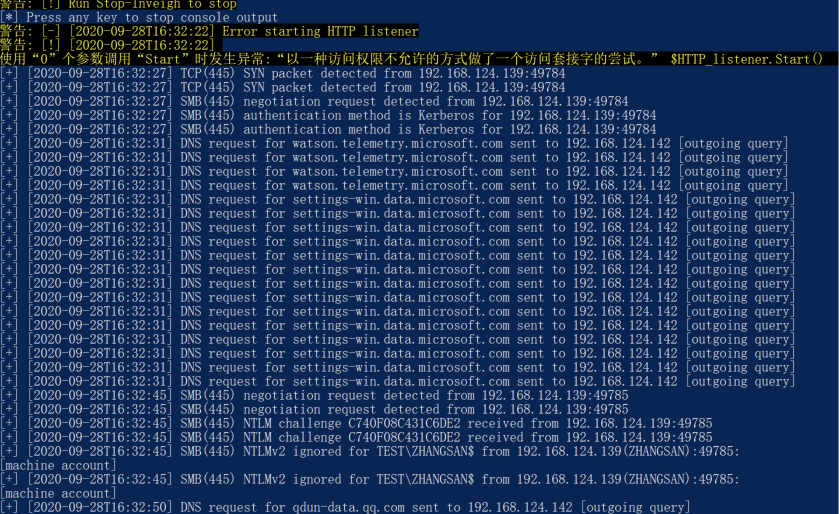 警告: [!] Run Stop-Inveigh to stop
[*] Press any key to stop console output
警告: [-] [2020-09-28T16:32:22] Error starting HTTP listener
警告: [!] [2020-09-28T16:32:22]
使用“0”个参数调用“Start”时发生异常:“以一种访问权限不允许的方式做了一个访问套接字的尝试。” $HTTP_listener.Start()
[+] [2020-09-28T16:32:27] TCP(445) SYN packet detected from 192.168.124.139:49784
[+] [2020-09-28T16:32:27] TCP(445) SYN packet detected from 192.168.124.139:49784
[+] [2020-09-28T16:32:27] SMB(445) negotiation request detected from 192.168.124.139:49784
[+] [2020-09-28T16:32:27] SMB(445) authentication method is Kerberos for 192.168.124.139:49784
[+] [2020-09-28T16:32:27] SMB(445) authentication method is Kerberos for 192.168.124.139:49784
[+] [2020-09-28T16:32:31] DNS request for watson.telemetry.microsoft.com sent to 192.168.124.142 [outgoing query]
[+] [2020-09-28T16:32:31] DNS request for watson.telemetry.microsoft.com sent to 192.168.124.142 [outgoing query]
[+] [2020-09-28T16:32:31] DNS request for watson.telemetry.microsoft.com sent to 192.168.124.142 [outgoing query]
[+] [2020-09-28T16:32:31] DNS request for watson.telemetry.microsoft.com sent to 192.168.124.142 [outgoing query]
[+] [2020-09-28T16:32:31] DNS request for settings-win.data.microsoft.com sent to 192.168.124.142 [outgoing query]
[+] [2020-09-28T16:32:31] DNS request for settings-win.data.microsoft.com sent to 192.168.124.142 [outgoing query]
[+] [2020-09-28T16:32:31] DNS request for settings-win.data.microsoft.com sent to 192.168.124.142 [outgoing query]
[+] [2020-09-28T16:32:31] DNS request for settings-win.data.microsoft.com sent to 192.168.124.142 [outgoing query]
[+] [2020-09-28T16:32:31] DNS request for settings-win.data.microsoft.com sent to 192.168.124.142 [outgoing query]
[+] [2020-09-28T16:32:31] DNS request for settings-win.data.microsoft.com sent to 192.168.124.142 [outgoing query]
[+] [2020-09-28T16:32:31] DNS request for settings-win.data.microsoft.com sent to 192.168.124.142 [outgoing query]
[+] [2020-09-28T16:32:31] DNS request for settings-win.data.microsoft.com sent to 192.168.124.142 [outgoing query]
[+] [2020-09-28T16:32:31] DNS request for settings-win.data.microsoft.com sent to 192.168.124.142 [outgoing query]
[+] [2020-09-28T16:32:31] DNS request for settings-win.data.microsoft.com sent to 192.168.124.142 [outgoing query]
[+] [2020-09-28T16:32:31] DNS request for settings-win.data.microsoft.com sent to 192.168.124.142 [outgoing query]
[+] [2020-09-28T16:32:31] DNS request for settings-win.data.microsoft.com sent to 192.168.124.142 [outgoing query]
[+] [2020-09-28T16:32:31] DNS request for settings-win.data.microsoft.com sent to 192.168.124.142 [outgoing query]
[+] [2020-09-28T16:32:31] DNS request for settings-win.data.microsoft.com sent to 192.168.124.142 [outgoing query]
[+] [2020-09-28T16:32:45] SMB(445) negotiation request detected from 192.168.124.139:49785
[+] [2020-09-28T16:32:45] SMB(445) negotiation request detected from 192.168.124.139:49785
[+] [2020-09-28T16:32:45] SMB(445) NTLM challenge C740F08C431C6DE2 received from 192.168.124.139:49785
[+] [2020-09-28T16:32:45] SMB(445) NTLM challenge C740F08C431C6DE2 received from 192.168.124.139:49785
[+] [2020-09-28T16:32:45] SMB(445) NTLMv2 ignored for TEST\ZHANGSAN$ from 192.168.124.139(ZHANGSAN):49785:
[machine account]
[+] [2020-09-28T16:32:45] SMB(445) NTLMv2 ignored for TEST\ZHANGSAN$ from 192.168.124.139(ZHANGSAN):49785:
[machine account]
[+] [2020-09-28T16:32:50] DNS request for qdun-data.qq.com sent to 192.168.124.142 [outgoing query]